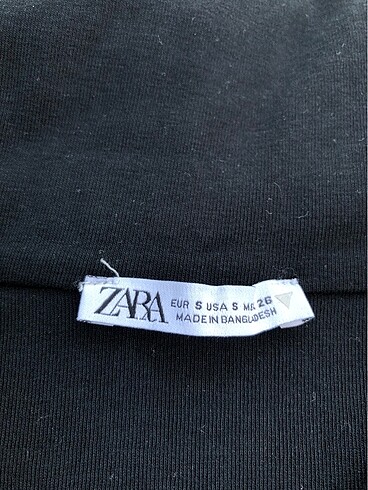 ZARA
EUR S USA S MEX 26
MADE IN BANGLADESH